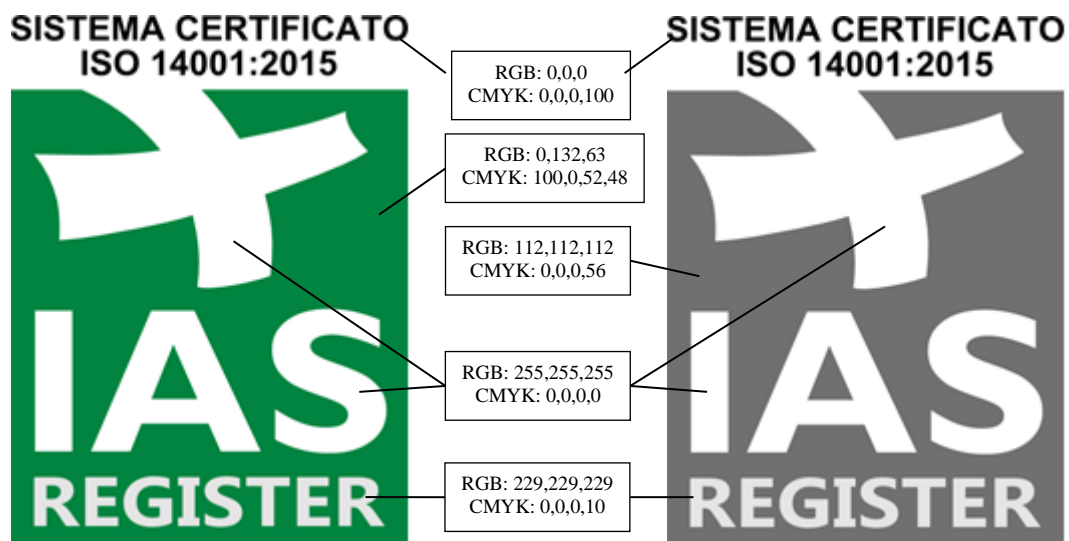 SISTEMA CERTIFICATO
ISO 14001:2015
IAS
REGISTER
RGB: 0,0,0
CMYK: 0,0,0,100
RGB: 0,132,63
CMYK: 100,0,52,48
RGB: 112,112,112
CMYK: 0,0,0,56
RGB: 255,255,255
CMYK: 0,0,0,0
RGB: 229,229,229
CMYK: 0,0,0,10
SISTEMA CERTIFICATO
ISO 14001:2015
IAS
REGISTER